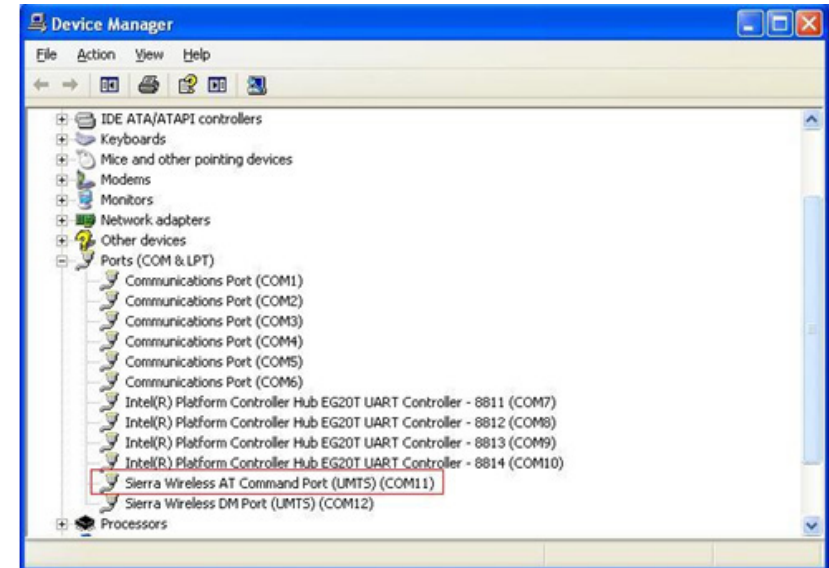 Device Manager
File Action View Help
IDE ATA/ATAPI controllers
Keyboards
Mice and other pointing devices
Modems
Monitors
Network adapters
Other devices
Ports (COM & LPT)
Communications Port (COM1)
Communications Port (COM2)
Communications Port (COM3)
Communications Port (COM4)
Communications Port (COM5)
Communications Port (COM6)
Intel(R) Platform Controller Hub EG20T UART Controller - 8811 (COM7)
Intel(R) Platform Controller Hub EG20T UART Controller - 8812 (COM8)
Intel(R) Platform Controller Hub EG20T UART Controller - 8813 (COM9)
Intel(R) Platform Controller Hub EG20T UART Controller - 8814 (COM10)
Sierra Wireless AT Command Port (UMTS) (COM11)
Sierra Wireless DM Port (UMTS) (COM12)
Processors